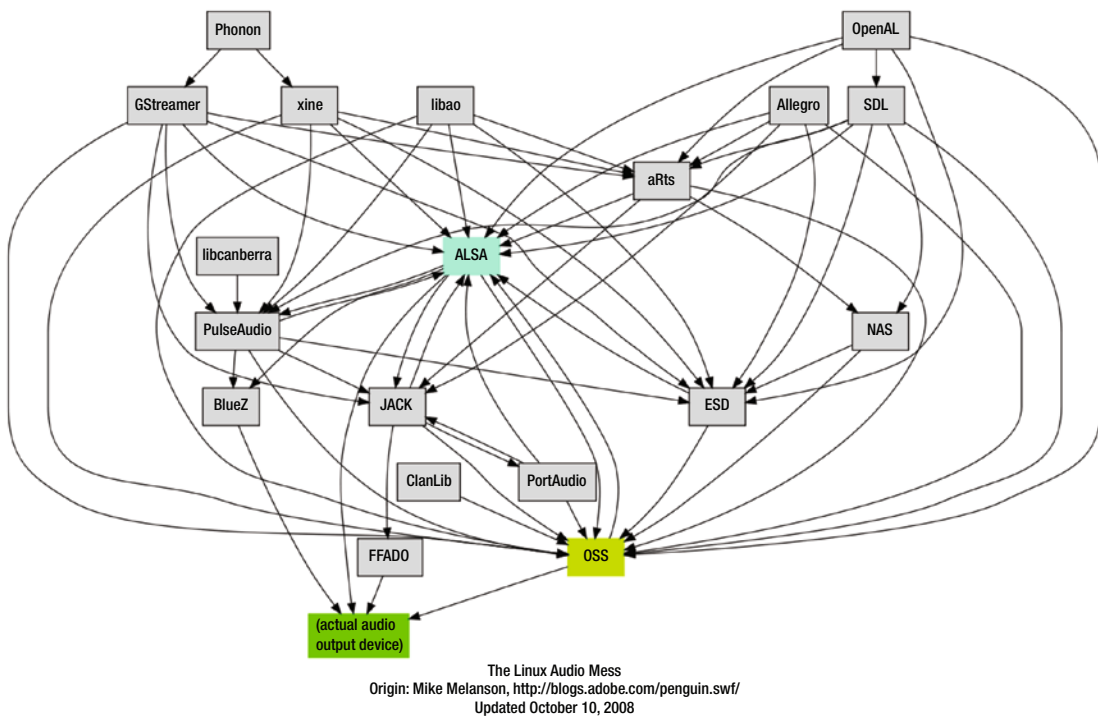 Phonon
OpenAL
GStreamer
xine
libao
Allegro
SDL
aRts
libcanberra
ALSA
PulseAudio
NAS
BlueZ
JACK
ESD
ClanLib
PortAudio
FFADO
OSS
(actual audio
output device)
The Linux Audio Mess
Origin: Mike Melanson, http://blogs.adobe.com/penguin.swf/
Updated October 10, 2008